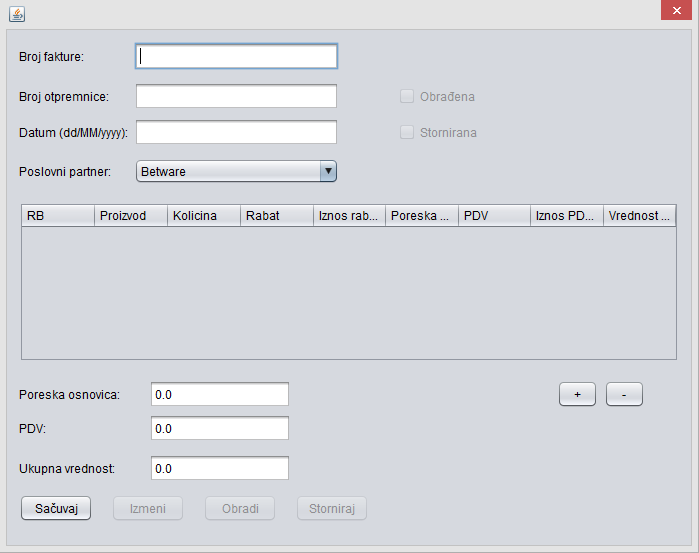 Broj fakture:
Broj otpremnice:
Obrađena
Datum (dd/MM/yyyy):
Stornirana
Poslovni partner: Betware
RB Proizvod Kolicina Rabat Iznos rab... Poreska ... PDV Iznos PD... Vrednost ...
Poreska osnovica: 0.0 + -
PDV: 0.0
Ukupna vrednost: 0.0
Sačuvaj Izmeni Obradi Storniraj